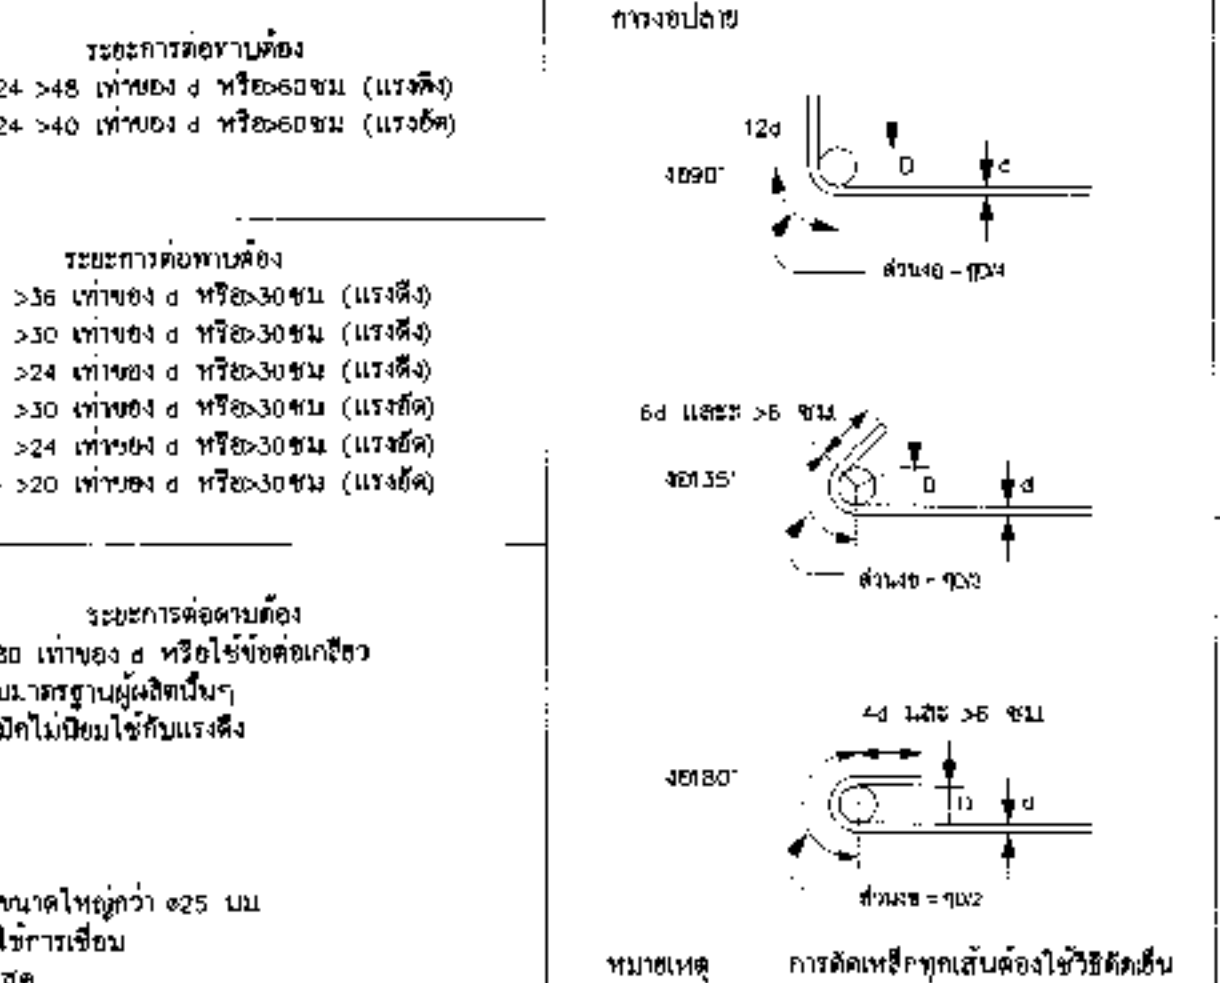 ระยะการต่อทาบต้อง
24 >48 เท่าของ d หรือ>60ซม (แรงดึง)
24 >40 เท่าของ d หรือ>60ซม (แรงอัด)
ระยะการต่อทาบต้อง
>36 เท่าของ d หรือ>30ซม (แรงดึง)
>30 เท่าของ d หรือ>30ซม (แรงดึง)
>24 เท่าของ d หรือ>30ซม (แรงดึง)
>30 เท่าของ d หรือ>30ซม (แรงอัด)
>24 เท่าของ d หรือ>30ซม (แรงอัด)
>20 เท่าของ d หรือ>30ซม (แรงอัด)
ระยะการต่อทาบต้อง
เท่าของ d หรือใช้ข้อต่อเกลียว
มาตรฐานผู้ผลิตนั้นๆ
ไม่นิยมใช้กับแรงดึง
ขนาดใหญ่กว่า ø25 มม
ใช้การเชื่อม
การงอปลาย
12d
งอ90°
D
d
ส่วนงอ
6d และ >6 ซม
งอ135°
D
d
ส่วนงอ
4d และ >6 ซม
งอ180°
D
d
ส่วนงอ
หมายเหตุ การดัดเหล็กทุกเส้นต้องใช้วิธีดัดเย็น